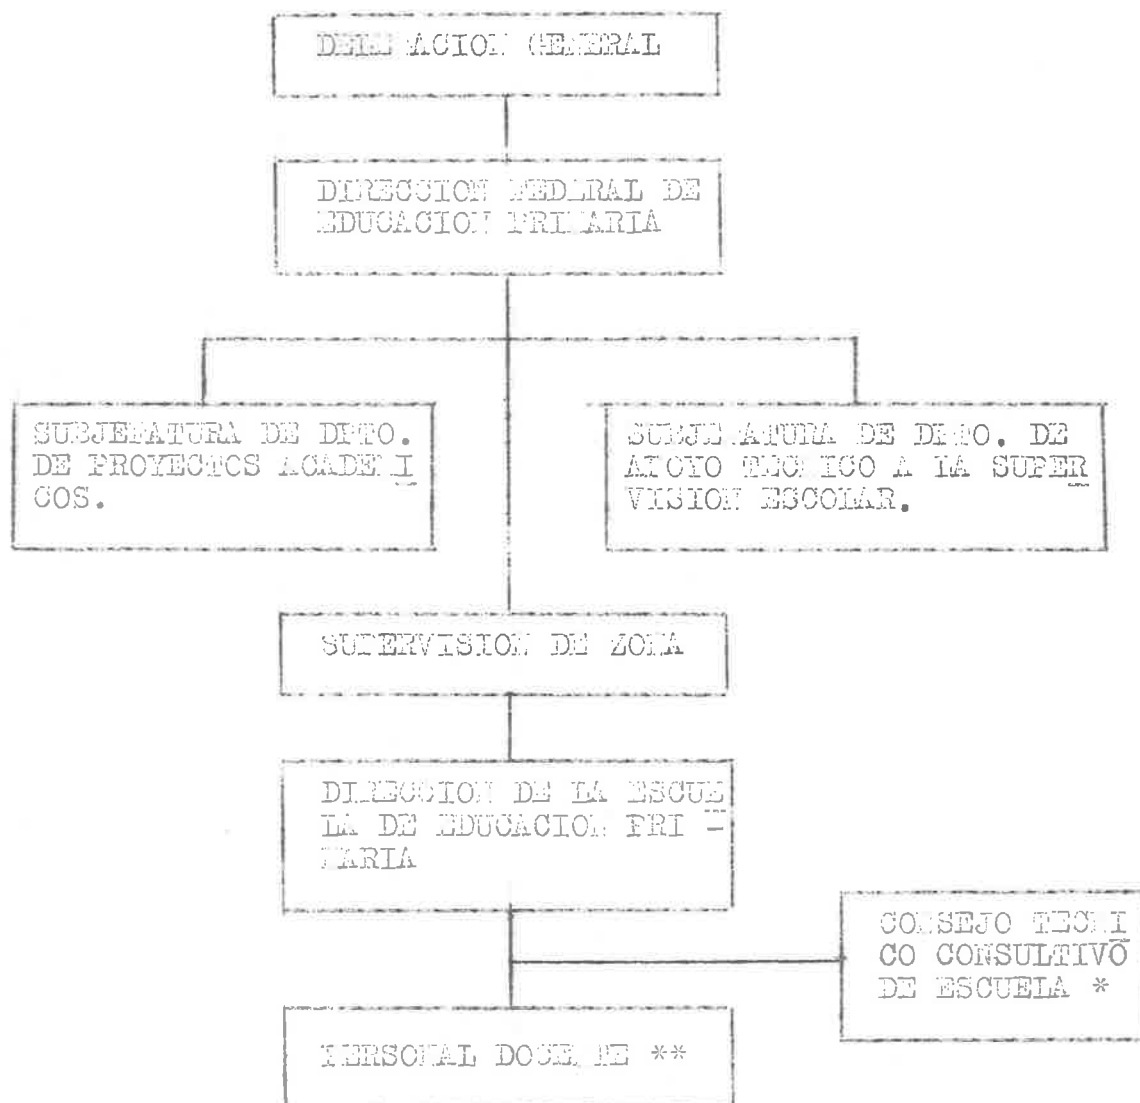 DELEGACION GENERAL
DIRECCION FEDERAL DE
EDUCACION PRIMARIA
SUBJEFATURA DE DPTO.
DE PROYECTOS ACADEMI
COS.
SUBJEFATURA DE DPTO. DE
APOYO TECNICO A LA SUPER
VISION ESCOLAR.
SUPERVISION DE ZONA
DIRECCION DE LA ESCUE
LA DE EDUCACION PRI -
MARIA
CONSEJO TECNI
CO CONSULTIVO
DE ESCUELA *
PERSONAL DOCENTE **